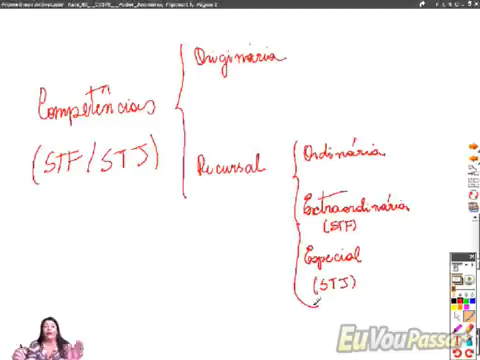 Originária
Competências
(STF/STJ)
Recursal
Ordinária
Extraordinária
(STF)
Especial
(STJ)
EuVouPassar